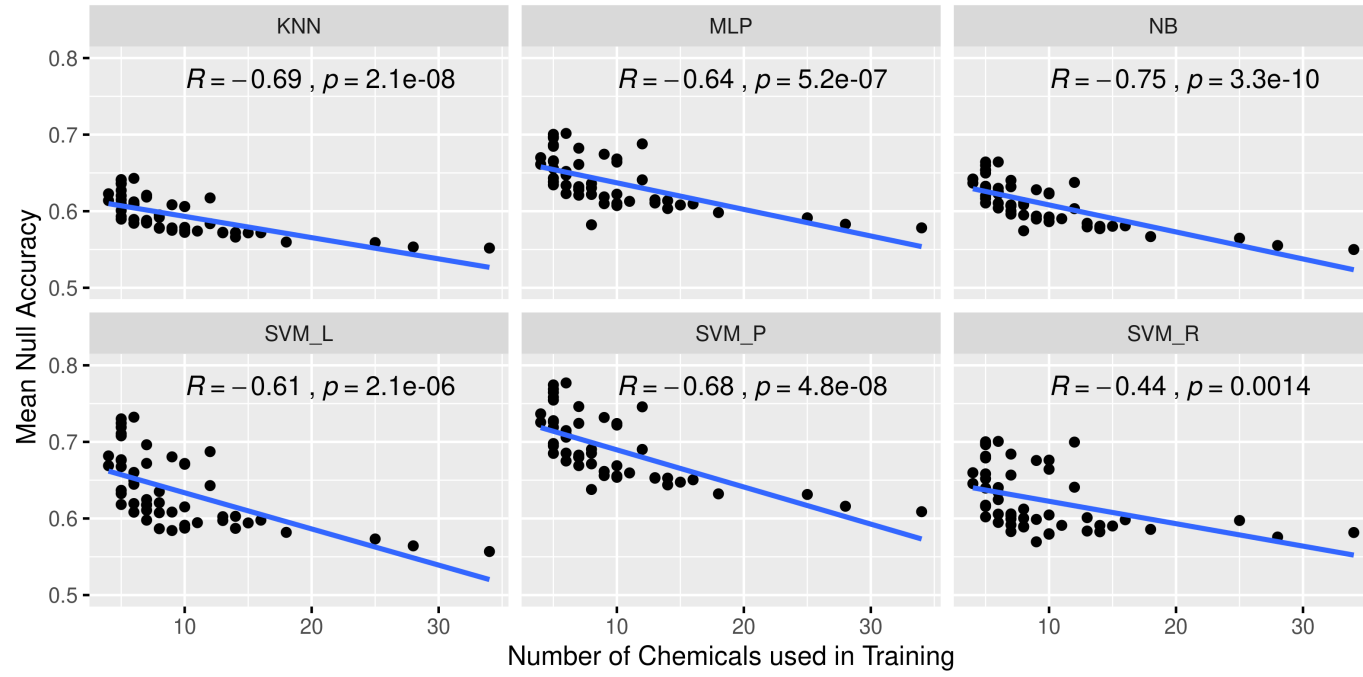 KNN
MLP
NB
R = −0.69 , p = 2.1e-08
R = −0.64 , p = 5.2e-07
R = −0.75 , p = 3.3e-10
0.8
0.7
0.6
0.5
SVM_L
SVM_P
SVM_R
R = −0.61 , p = 2.1e-06
R = −0.68 , p = 4.8e-08
R = −0.44 , p = 0.0014
0.8
0.7
0.6
0.5
10 20 30
10 20 30
10 20 30
Mean Null Accuracy
Number of Chemicals used in Training